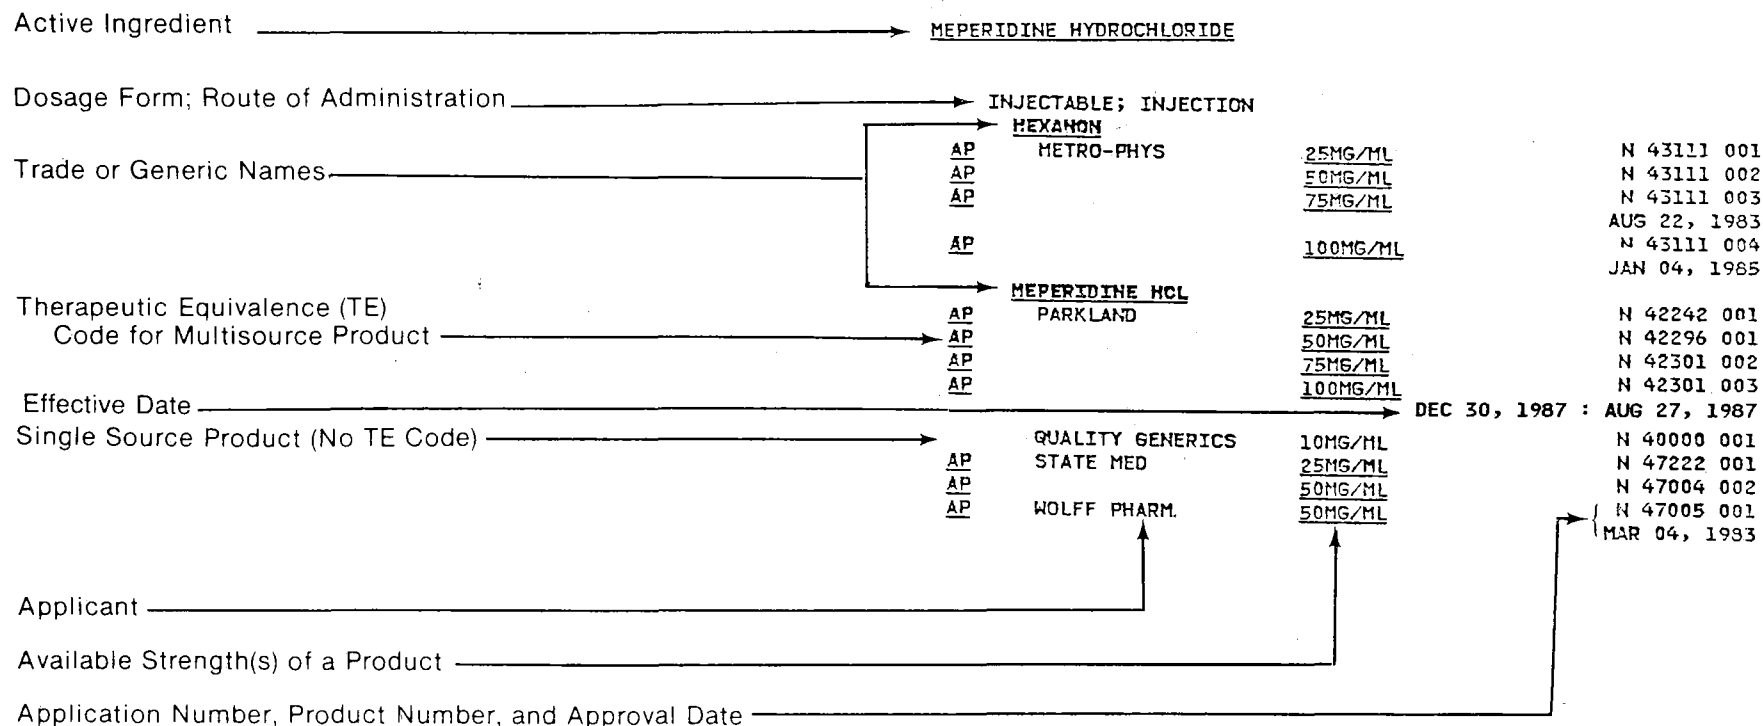 Active Ingredient MEPERIDINE HYDROCHLORIDE
Dosage Form; Route of Administration INJECTABLE; INJECTION
HEXANON
AP METRO-PHYS 25MG/ML N 43111 001
Trade or Generic Names AP 50MG/ML N 43111 002
AP 75MG/ML N 43111 003
AUG 22, 1983
AP 100MG/ML N 43111 004
JAN 04, 1985
MEPERIDINE HCL
Therapeutic Equivalence (TE) AP PARKLAND 25MG/ML N 42242 001
Code for Multisource Product AP 50MG/ML N 42296 001
AP 75MG/ML N 42301 002
AP 100MG/ML N 42301 003
Effective Date DEC 30, 1987 : AUG 27, 1987
Single Source Product (No TE Code) QUALITY GENERICS 10MG/ML N 40000 001
AP STATE MED 25MG/ML N 47222 001
AP 50MG/ML N 47004 002
AP WOLFF PHARM. 50MG/ML N 47005 001
MAR 04, 1983
Applicant
Available Strength(s) of a Product
Application Number, Product Number, and Approval Date